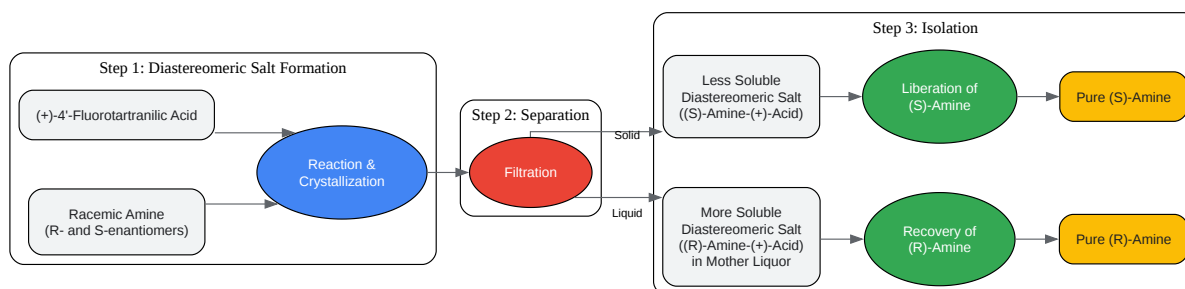 Step 1: Diastereomeric Salt Formation
(+)-4'-Fluorotartranilic Acid
Racemic Amine
(R- and S-enantiomers)
Reaction &
Crystallization
Step 2: Separation
Filtration
Solid
Liquid
Step 3: Isolation
Less Soluble
Diastereomeric Salt
((S)-Amine-(+)-Acid)
Liberation of
(S)-Amine
Pure (S)-Amine
More Soluble
Diastereomeric Salt
((R)-Amine-(+)-Acid)
in Mother Liquor
Recovery of
(R)-Amine
Pure (R)-Amine